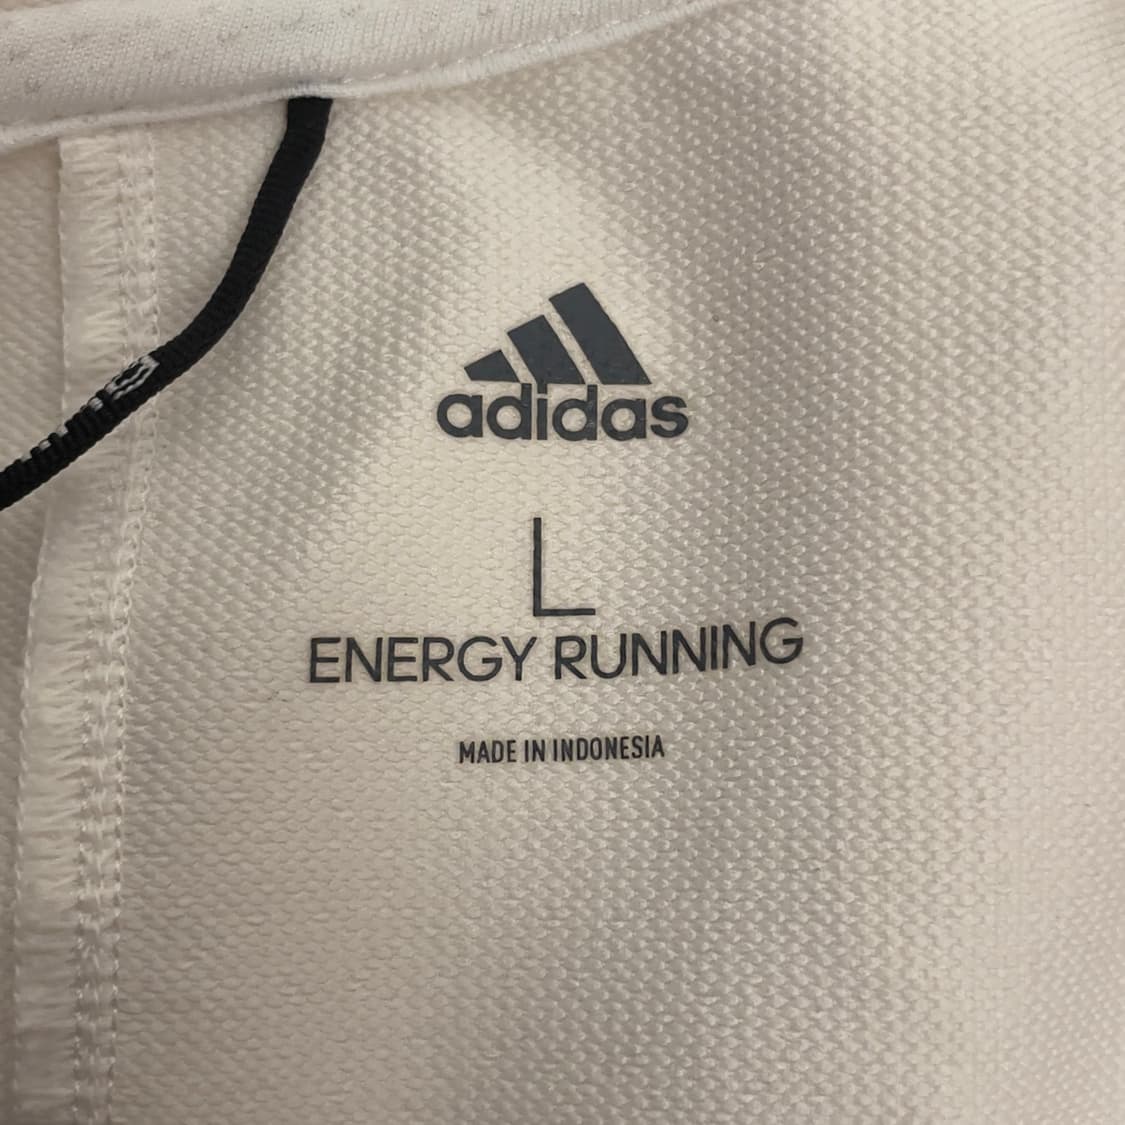 adidas
L
ENERGY RUNNING
MADE IN INDONESIA